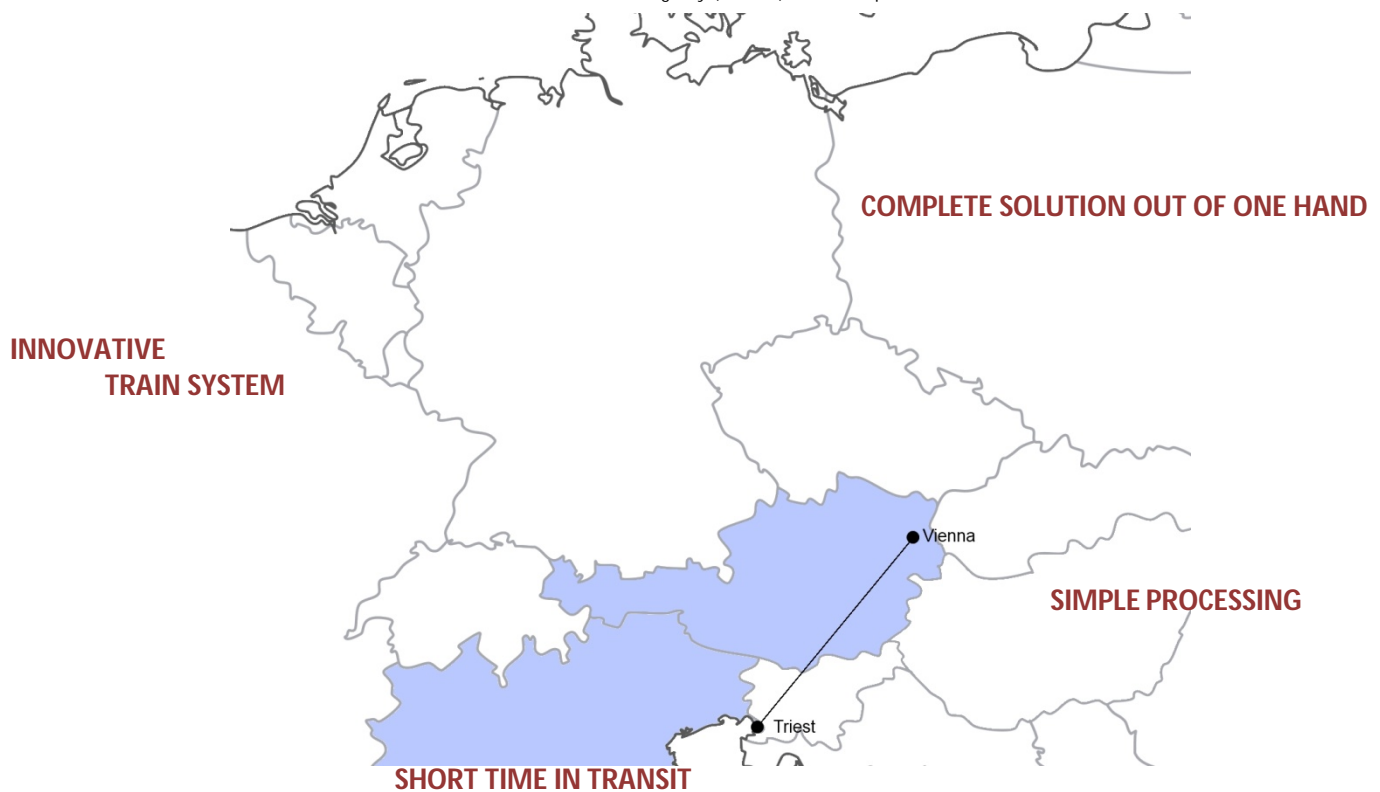 COMPLETE SOLUTION OUT OF ONE HAND
INNOVATIVE
TRAIN SYSTEM
Vienna
SIMPLE PROCESSING
Triest
SHORT TIME IN TRANSIT